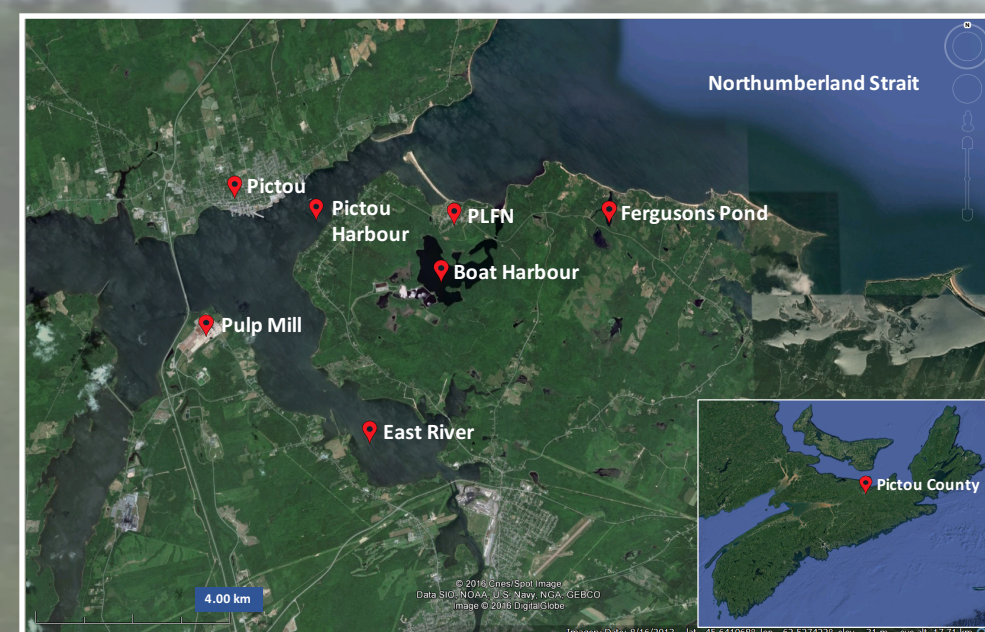 N
Northumberland Strait
Pictou
Pictou
Harbour
PLFN
Fergusons Pond
Boat Harbour
Pulp Mill
East River
Pictou County
4.00 km
© 2016 Cnes/Spot Image
Data SIO, NOAA, U.S. Navy, NGA, GEBCO
Image © 2016 DigitalGlobe